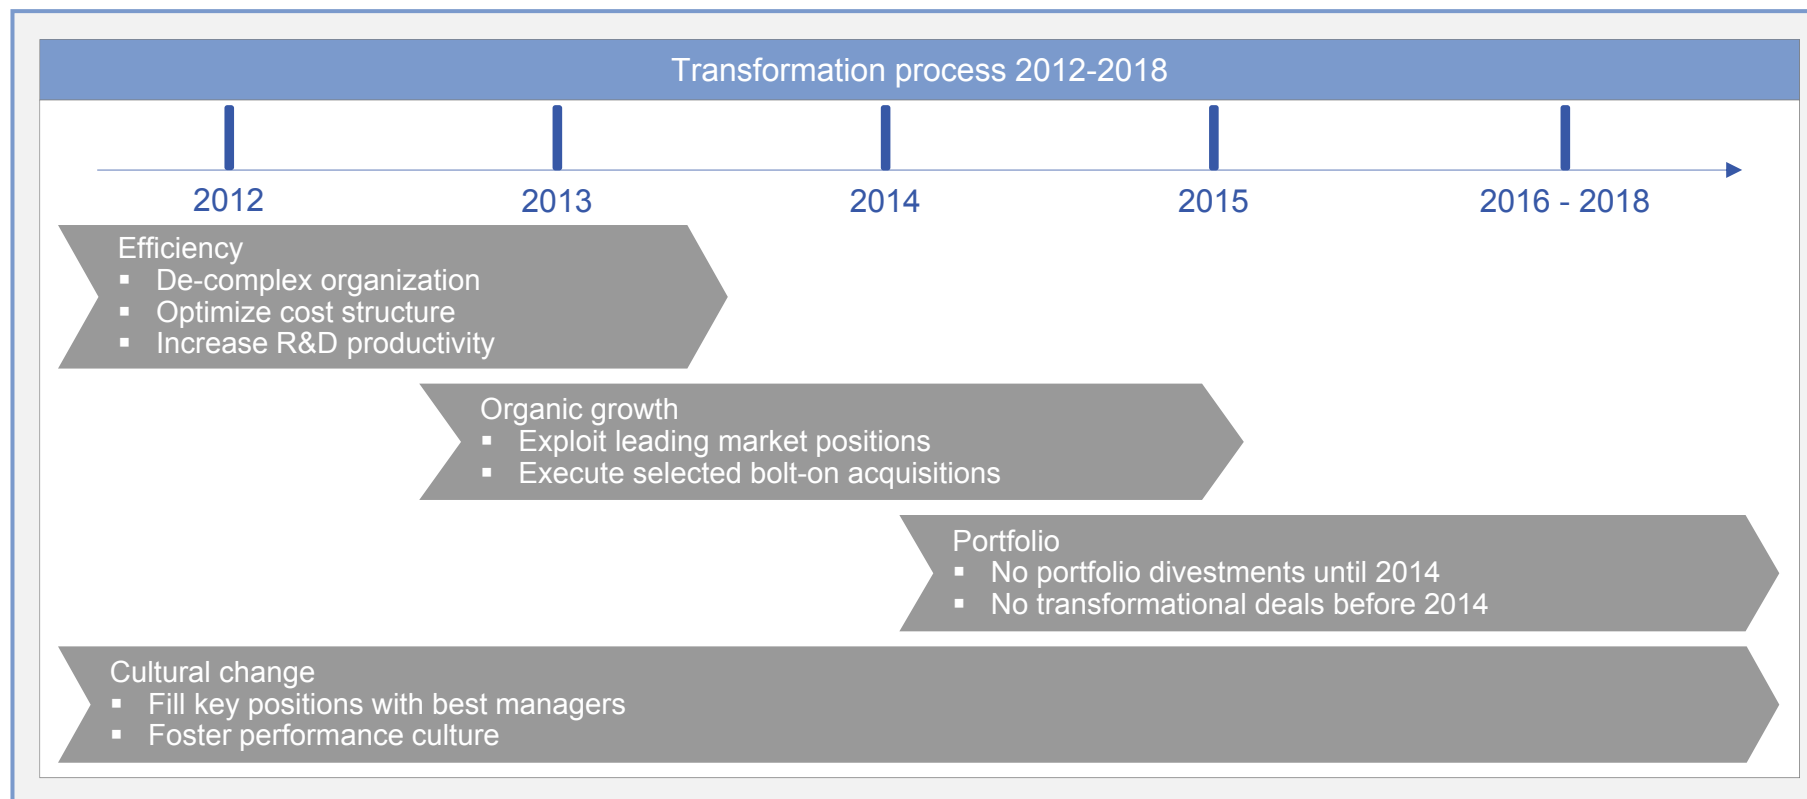 Transformation process 2012-2018
2012
2013
2014
2015
2016 - 2018
Efficiency
▪ De-complex organization
▪ Optimize cost structure
▪ Increase R&D productivity
Organic growth
▪ Exploit leading market positions
▪ Execute selected bolt-on acquisitions
Portfolio
▪ No portfolio divestments until 2014
▪ No transformational deals before 2014
Cultural change
▪ Fill key positions with best managers
▪ Foster performance culture